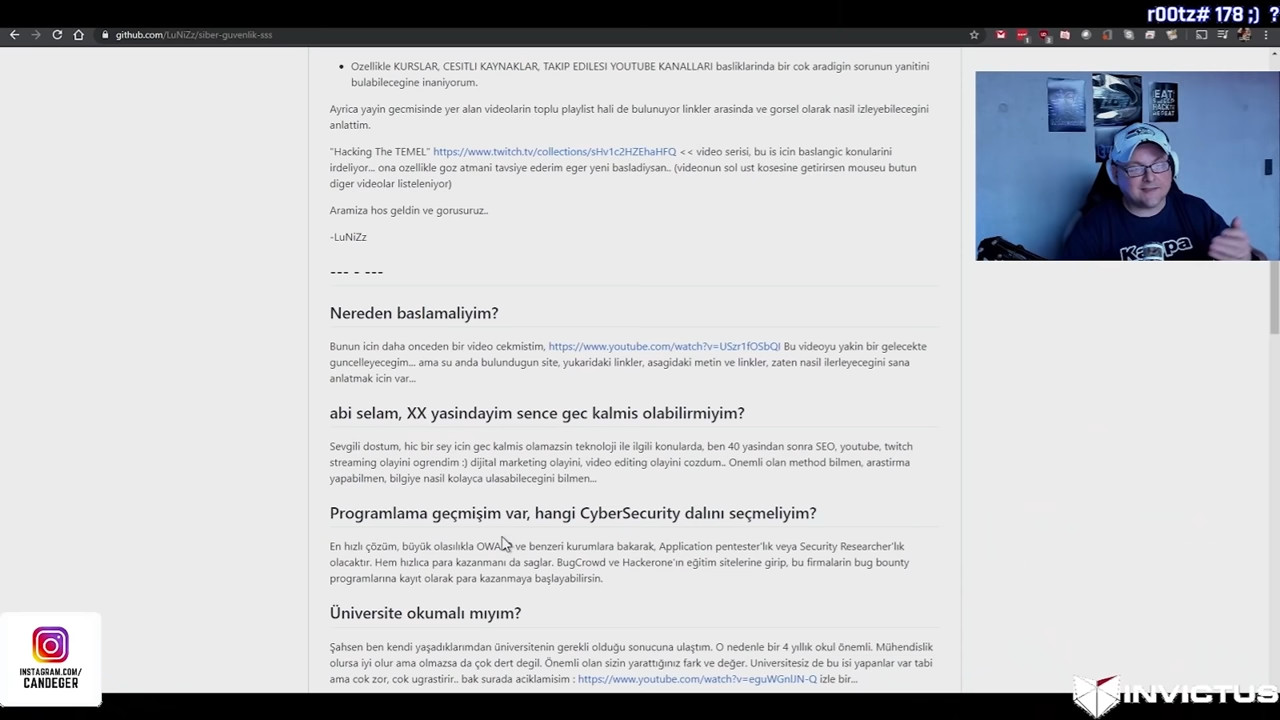 r00tz# 178 ;) ?
github.com/LuNiZz/siber-guvenlik-sss
• Ozellikle KURSLAR, CESITLI KAYNAKLAR, TAKIP EDILESI YOUTUBE KANALLARI basliklarinda bir cok aradigin sorunun yanitini
bulabilecegine inaniyorum.
Ayrica yayin gecmisinde yer alan videolarin toplu playlist hali de bulunuyor linkler arasinda ve gorsel olarak nasil izleyebilecegini
anlattim.
"Hacking The TEMEL" https://www.twitch.tv/collections/sHv1c2HZEhaHFQ << video serisi, bu is icin baslangic konularini
irdeliyor... ona ozellikle goz atmani tavsiye ederim eger yeni basladiysan.. (videonun sol ust kosesine getirirsen mouseu butun
diger videolar listeleniyor)
Aramiza hos geldin ve gorusuruz..
-LuNiZz
--- - ---
Nereden baslamaliyim?
Bunun icin daha onceden bir video cekmistim, https://www.youtube.com/watch?v=USzr1fOSbQI Bu videoyu yakin bir gelecekte
guncelleyecegim... ama su anda bulundugun site, yukaridaki linkler, asagidaki metin ve linkler, zaten nasil ilerleyecegini sana
anlatmak icin var...
abi selam, XX yasindayim sence gec kalmis olabilirmiyim?
Sevgili dostum, hic bir sey icin gec kalmis olamazsin teknoloji ile ilgili konularda, ben 40 yasindan sonra SEO, youtube, twitch
streaming olayini ogrendim :) dijital marketing olayini, video editing olayini cozdum.. Onemli olan method bilmen, arastirma
yapabilmen, bilgiye nasil kolayca ulasabilecegini bilmen...
Programlama geçmişim var, hangi CyberSecurity dalını seçmeliyim?
En hızlı çözüm, büyük olasılıkla ve benzeri kurumlara bakarak, Application pentester'lık veya Security Researcher'lık
olacaktır. Hem hızlıca para kazanmanı da saglar. BugCrowd ve Hackerone'ın eğitim sitelerine girip, bu firmalarin bug bounty
programlarına kayıt olarak para kazanmaya başlayabilirsin.
Üniversite okumalı mıyım?
Şahsen ben kendi yaşadıklarımdan üniversitenin gerekli olduğu sonucuna ulaştım. O nedenle bir 4 yıllık okul önemli. Mühendislik
olursa iyi olur ama olmazsa da çok dert degil. Önemli olan sizin yarattığınız fark ve değer. Universitesiz de bu isi yapanlar var tabi
ama cok zor, cok ugrastirir.. bak surada aciklamisim : https://www.youtube.com/watch?v=eguWGnlJN-Q izle bir...
EAT
HACK
REPEAT
INSTAGRAM.COM/
CANDEGER
INVICTUS